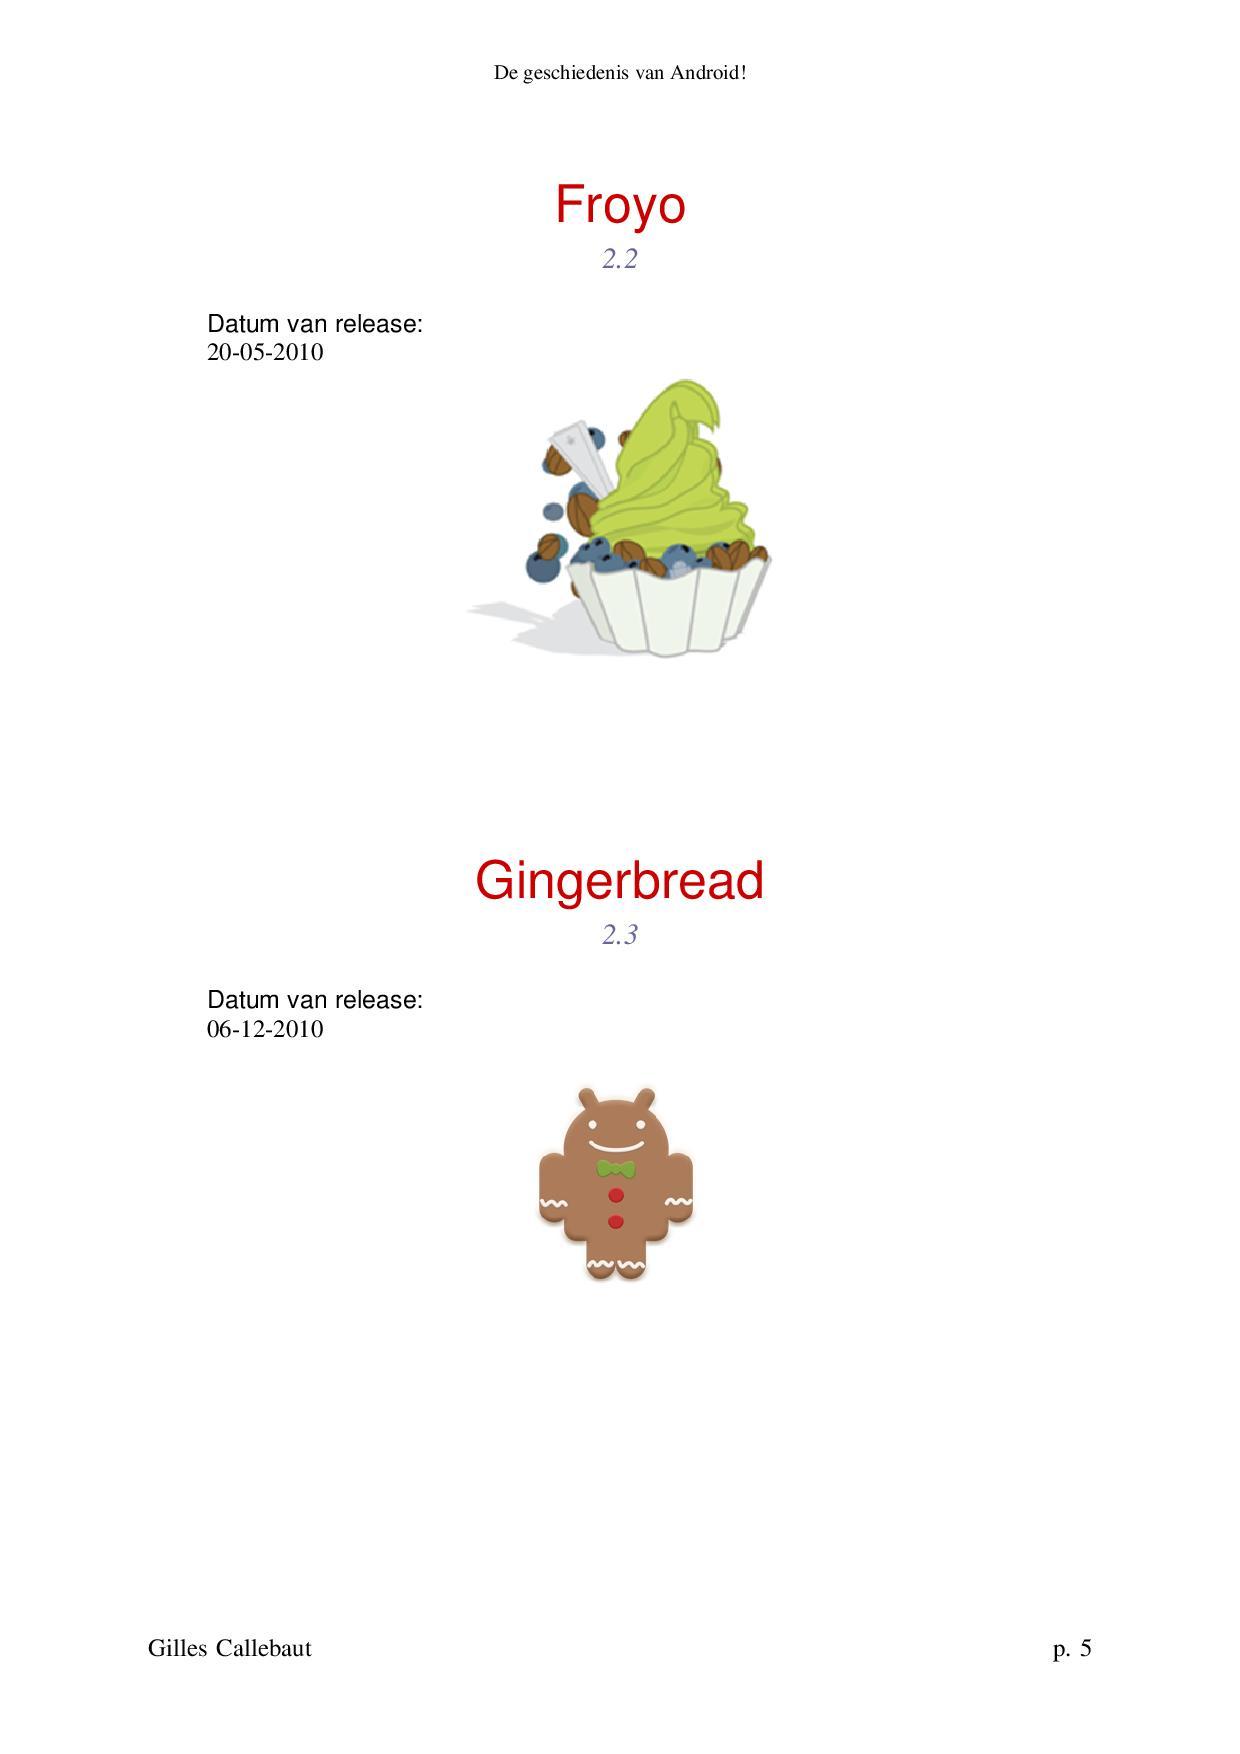 De geschiedenis van Android!
Froyo
2.2
Datum van release:
20-05-2010
Gingerbread
2.3
Datum van release:
06-12-2010
Gilles Callebaut
p. 5